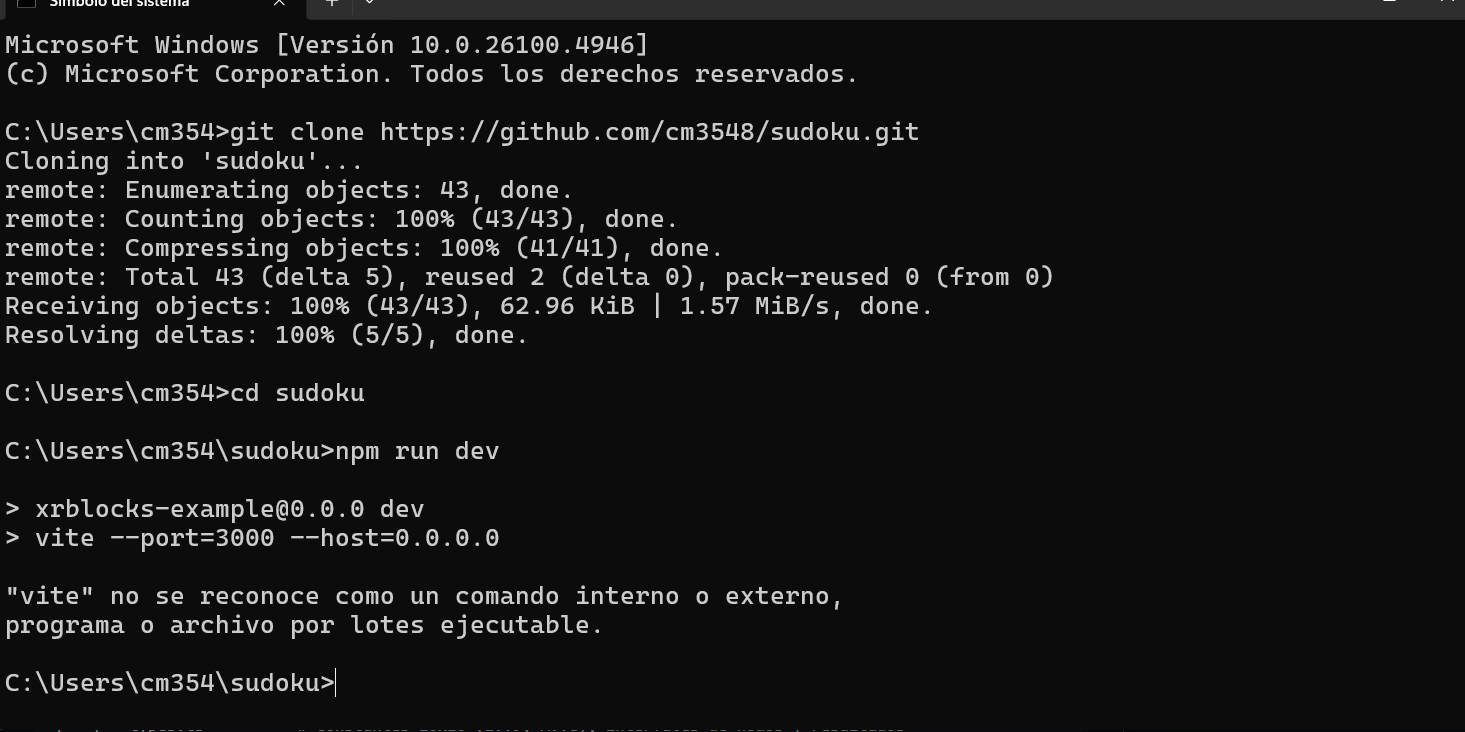 Símbolo del sistema
Microsoft Windows [Versión 10.0.26100.4946]
(c) Microsoft Corporation. Todos los derechos reservados.
C:\Users\cm354>git clone https://github.com/cm3548/sudoku.git
Cloning into 'sudoku'...
remote: Enumerating objects: 43, done.
remote: Counting objects: 100% (43/43), done.
remote: Compressing objects: 100% (41/41), done.
remote: Total 43 (delta 5), reused 2 (delta 0), pack-reused 0 (from 0)
Receiving objects: 100% (43/43), 62.96 KiB | 1.57 MiB/s, done.
Resolving deltas: 100% (5/5), done.
C:\Users\cm354>cd sudoku
C:\Users\cm354\sudoku>npm run dev
> xrblocks-example@0.0.0 dev
> vite --port=3000 --host=0.0.0.0
"vite" no se reconoce como un comando interno o externo,
programa o archivo por lotes ejecutable.
C:\Users\cm354\sudoku>